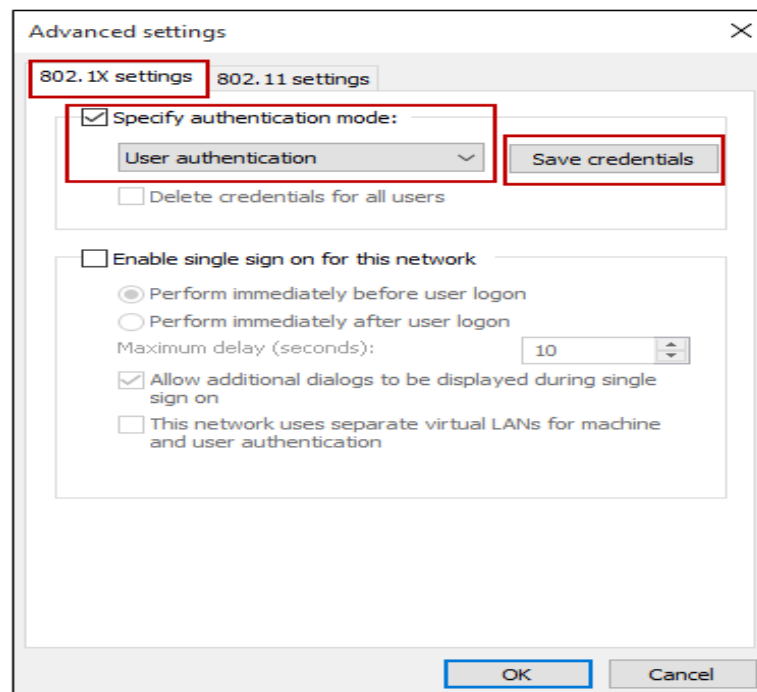 Advanced settings
802.1X settings 802.11 settings
Specify authentication mode:
User authentication Save credentials
Delete credentials for all users
Enable single sign on for this network
Perform immediately before user logon
Perform immediately after user logon
Maximum delay (seconds): 10
Allow additional dialogs to be displayed during single
sign on
This network uses separate virtual LANs for machine
and user authentication
OK Cancel